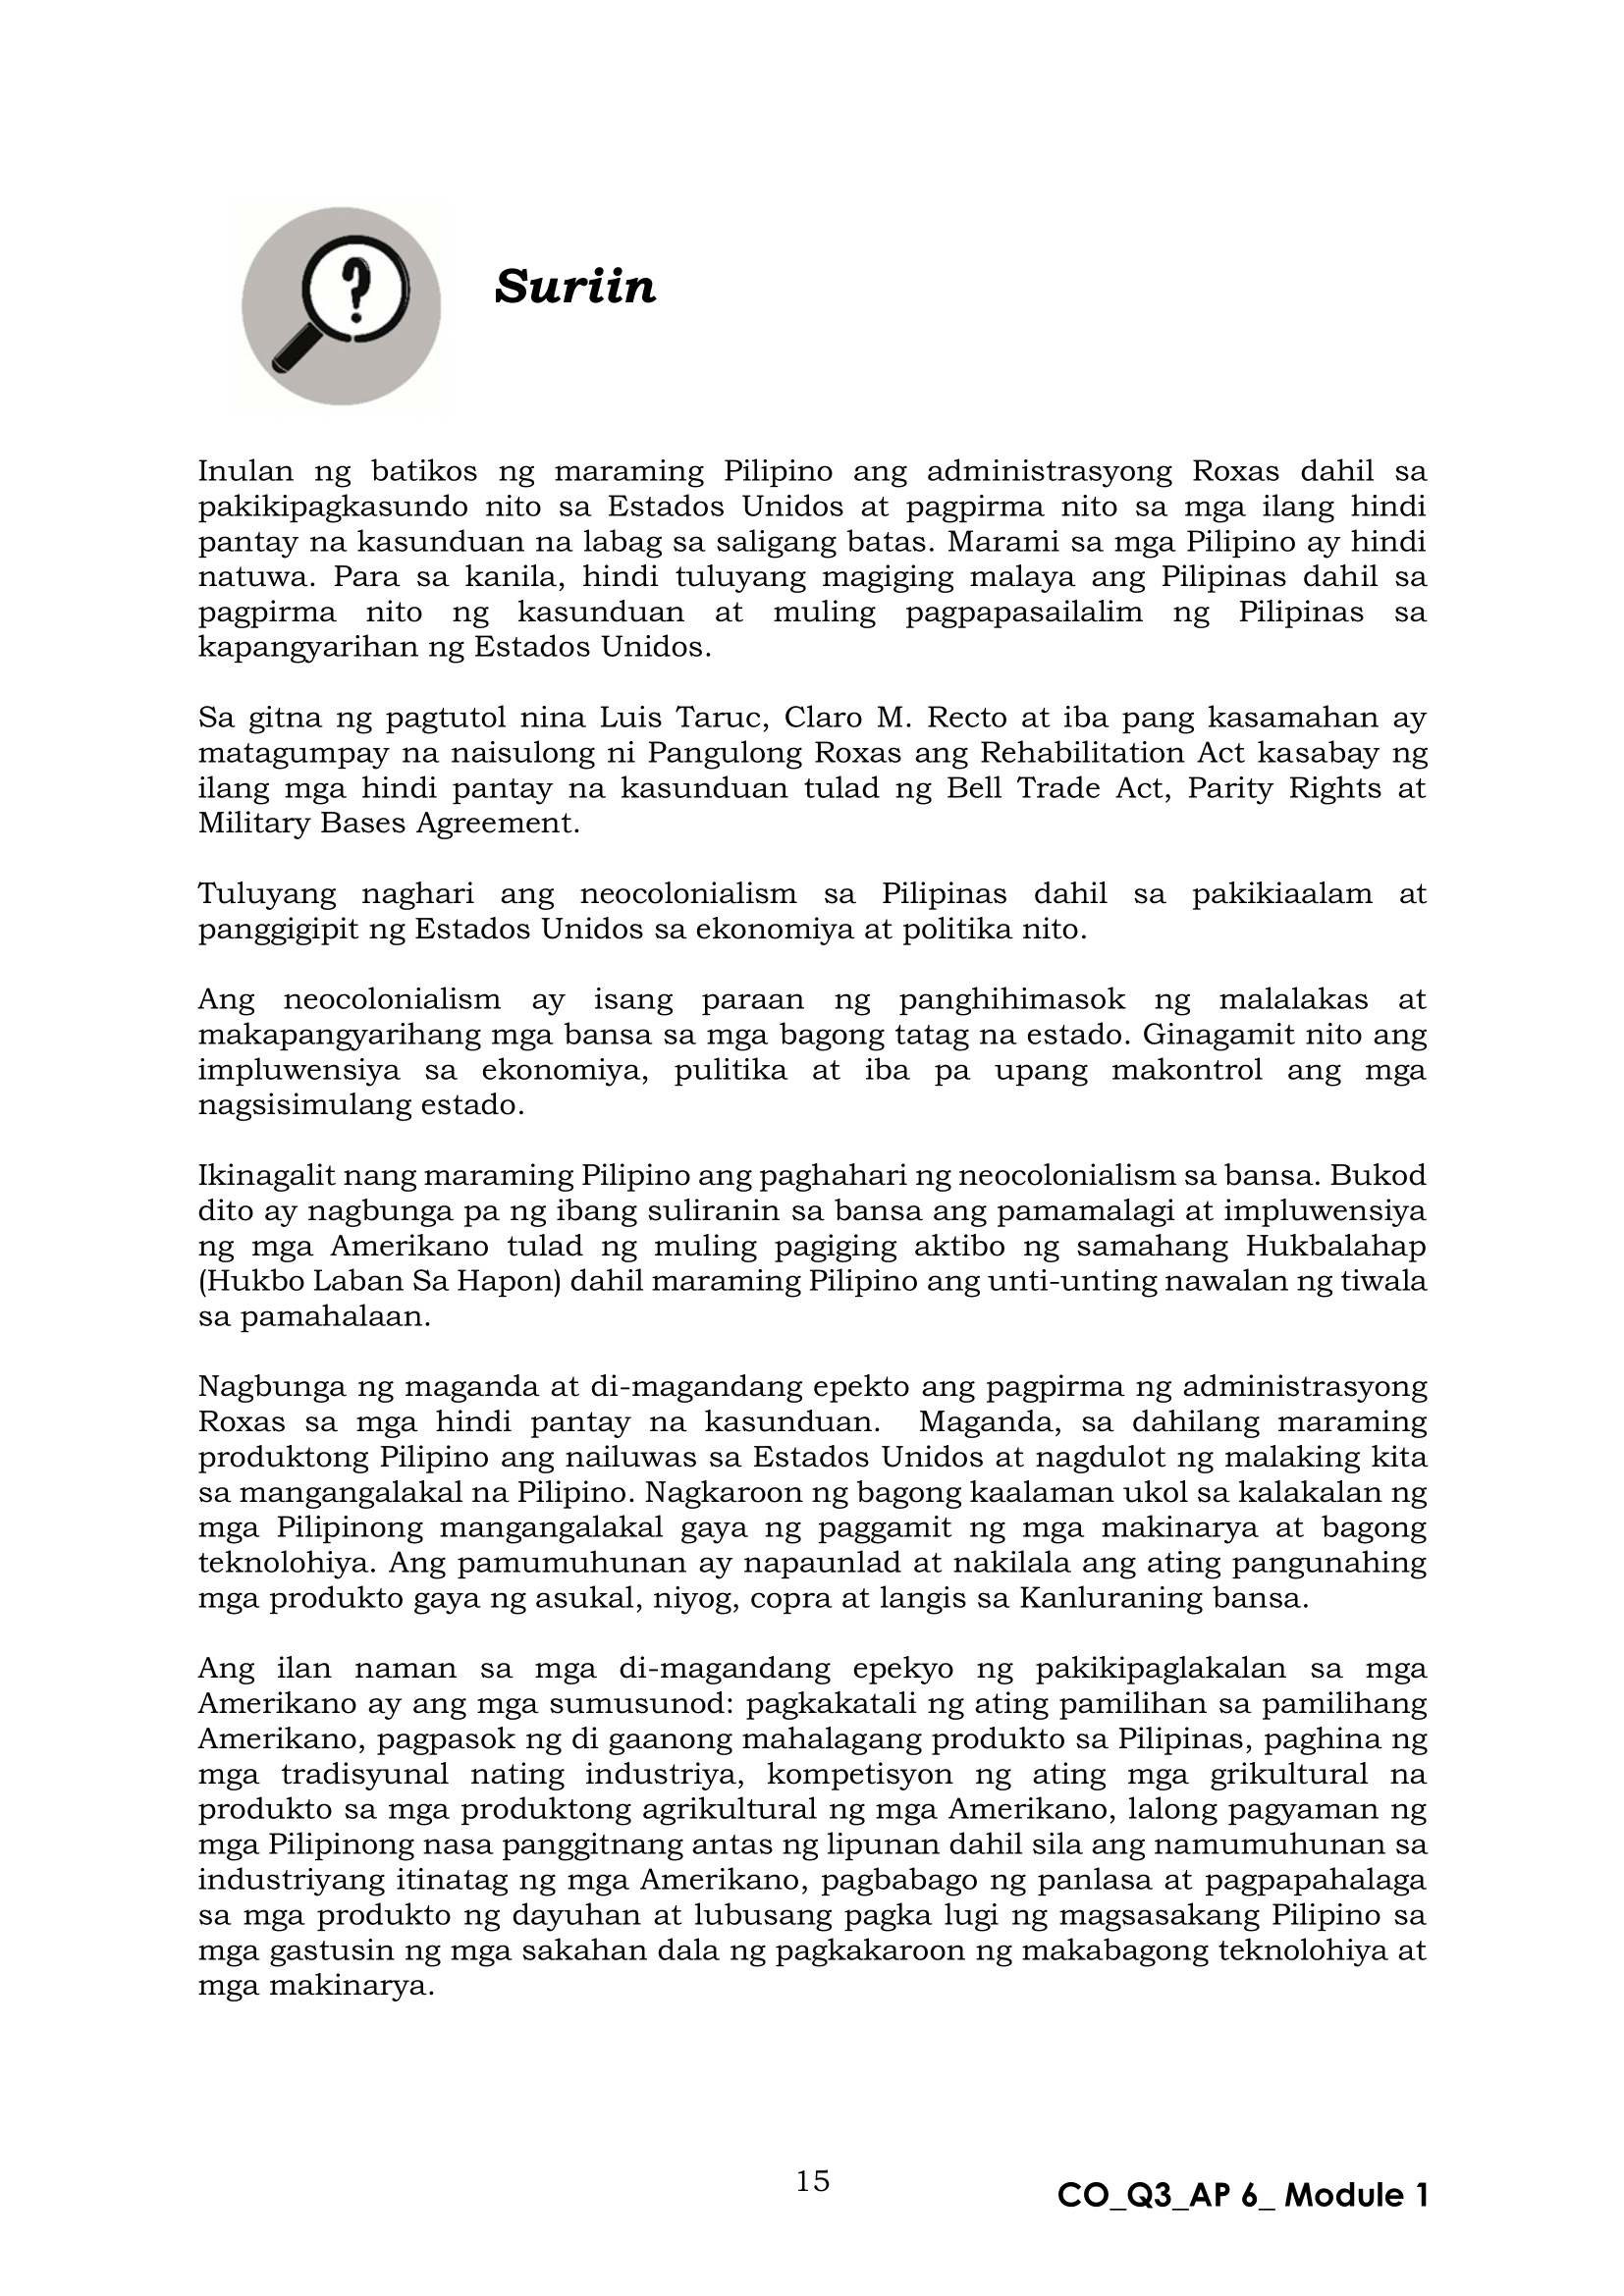 Suriin
Inulan ng batikos ng maraming Pilipino ang administrasyong Roxas dahil sa
pakikipagkasundo nito sa Estados Unidos at pagpirma nito sa mga ilang hindi
pantay na kasunduan na labag sa saligang batas. Marami sa mga Pilipino ay hindi
natuwa. Para sa kanila, hindi tuluyang magiging malaya ang Pilipinas dahil sa
pagpirma nito ng kasunduan at muling pagpapasailalim ng Pilipinas sa
kapangyarihan ng Estados Unidos.
Sa gitna ng pagtutol nina Luis Taruc, Claro M. Recto at iba pang kasamahan ay
matagumpay na naisulong ni Pangulong Roxas ang Rehabilitation Act kasabay ng
ilang mga hindi pantay na kasunduan tulad ng Bell Trade Act, Parity Rights at
Military Bases Agreement.
Tuluyang naghari ang neocolonialism sa Pilipinas dahil sa pakikiaalam at
panggigipit ng Estados Unidos sa ekonomiya at politika nito.
Ang neocolonialism ay isang paraan ng panghihimasok ng malalakas at
makapangyarihang mga bansa sa mga bagong tatag na estado. Ginagamit nito ang
impluwensiya sa ekonomiya, pulitika at iba pa upang makontrol ang mga
nagsisimulang estado.
Ikinagalit nang maraming Pilipino ang paghahari ng neocolonialism sa bansa. Bukod
dito ay nagbunga pa ng ibang suliranin sa bansa ang pamamalagi at impluwensiya
ng mga Amerikano tulad ng muling pagiging aktibo ng samahang Hukbalahap
(Hukbo Laban Sa Hapon) dahil maraming Pilipino ang unti-unting nawalan ng tiwala
sa pamahalaan.
Nagbunga ng maganda at di-magandang epekto ang pagpirma ng administrasyong
Roxas sa mga hindi pantay na kasunduan.  Maganda, sa dahilang maraming
produktong Pilipino ang nailuwas sa Estados Unidos at nagdulot ng malaking kita
sa mangangalakal na Pilipino. Nagkaroon ng bagong kaalaman ukol sa kalakalan ng
mga Pilipinong mangangalakal gaya ng paggamit ng mga makinarya at bagong
teknolohiya. Ang pamumuhunan ay napaunlad at nakilala ang ating pangunahing
mga produkto gaya ng asukal, niyog, copra at langis sa Kanluraning bansa.
Ang ilan naman sa mga di-magandang epekyo ng pakikipaglakalan sa mga
Amerikano ay ang mga sumusunod: pagkakatali ng ating pamilihan sa pamilihang
Amerikano, pagpasok ng di gaanong mahalagang produkto sa Pilipinas, paghina ng
mga tradisyunal nating industriya, kompetisyon ng ating mga grikultural na
produkto sa mga produktong agrikultural ng mga Amerikano, lalong pagyaman ng
mga Pilipinong nasa panggitnang antas ng lipunan dahil sila ang namumuhunan sa
industriyang itinatag ng mga Amerikano, pagbabago ng panlasa at pagpapahalaga
sa mga produkto ng dayuhan at lubusang pagka lugi ng magsasakang Pilipino sa
mga gastusin ng mga sakahan dala ng pagkakaroon ng makabagong teknolohiya at
mga makinarya.
15
CO_Q3_AP 6_ Module 1